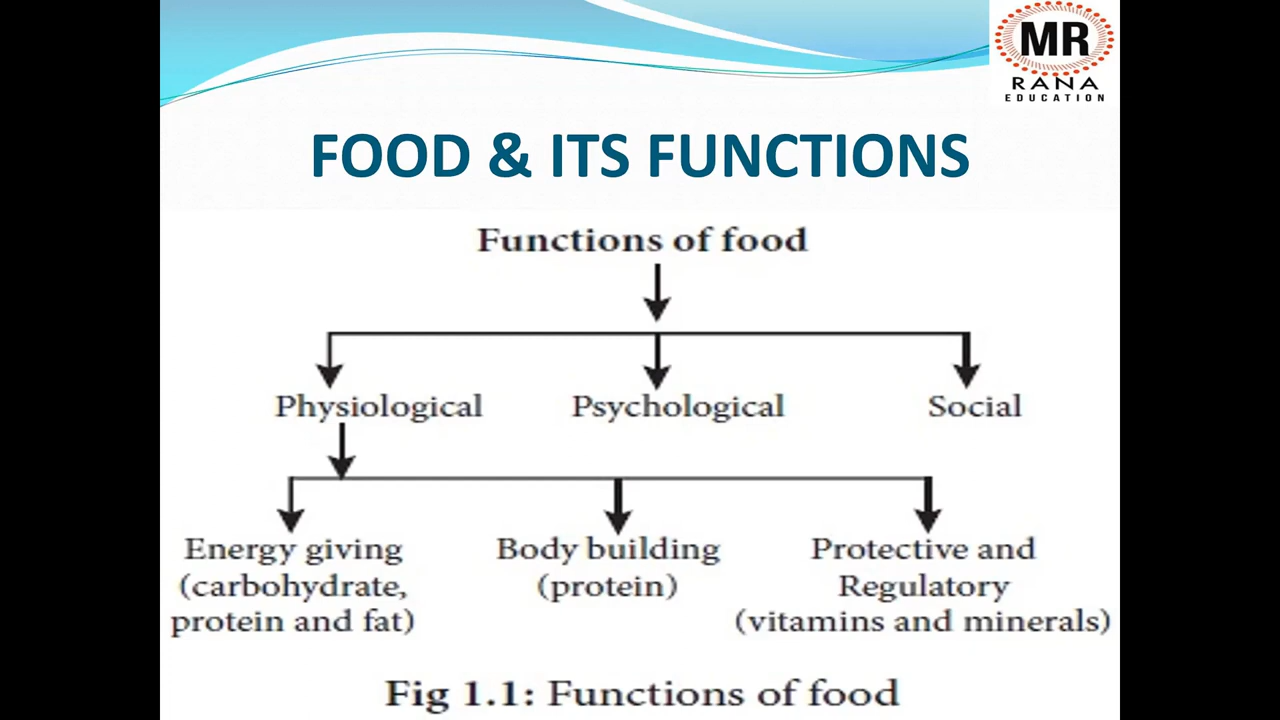 MR
RANA
EDUCATION
FOOD & ITS FUNCTIONS
Functions of food
Physiological
Psychological
Social
Energy giving
(carbohydrate,
protein and fat)
Body building
(protein)
Protective and
Regulatory
(vitamins and minerals)
Fig 1.1: Functions of food